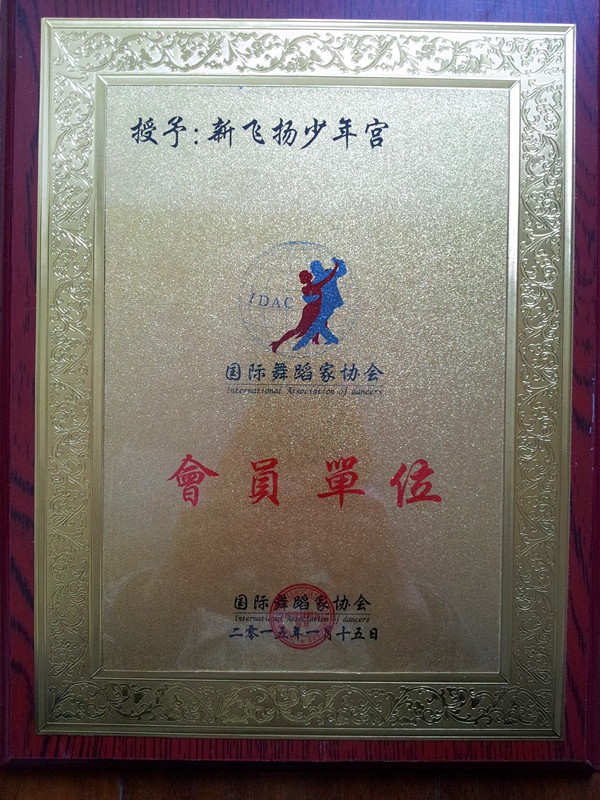 授予：新飞扬少年宫
IDAC
国际舞蹈家协会
International Association of dancers
會員單位
国际舞蹈家协会
International Association of dancers
二零一五年一月十五日